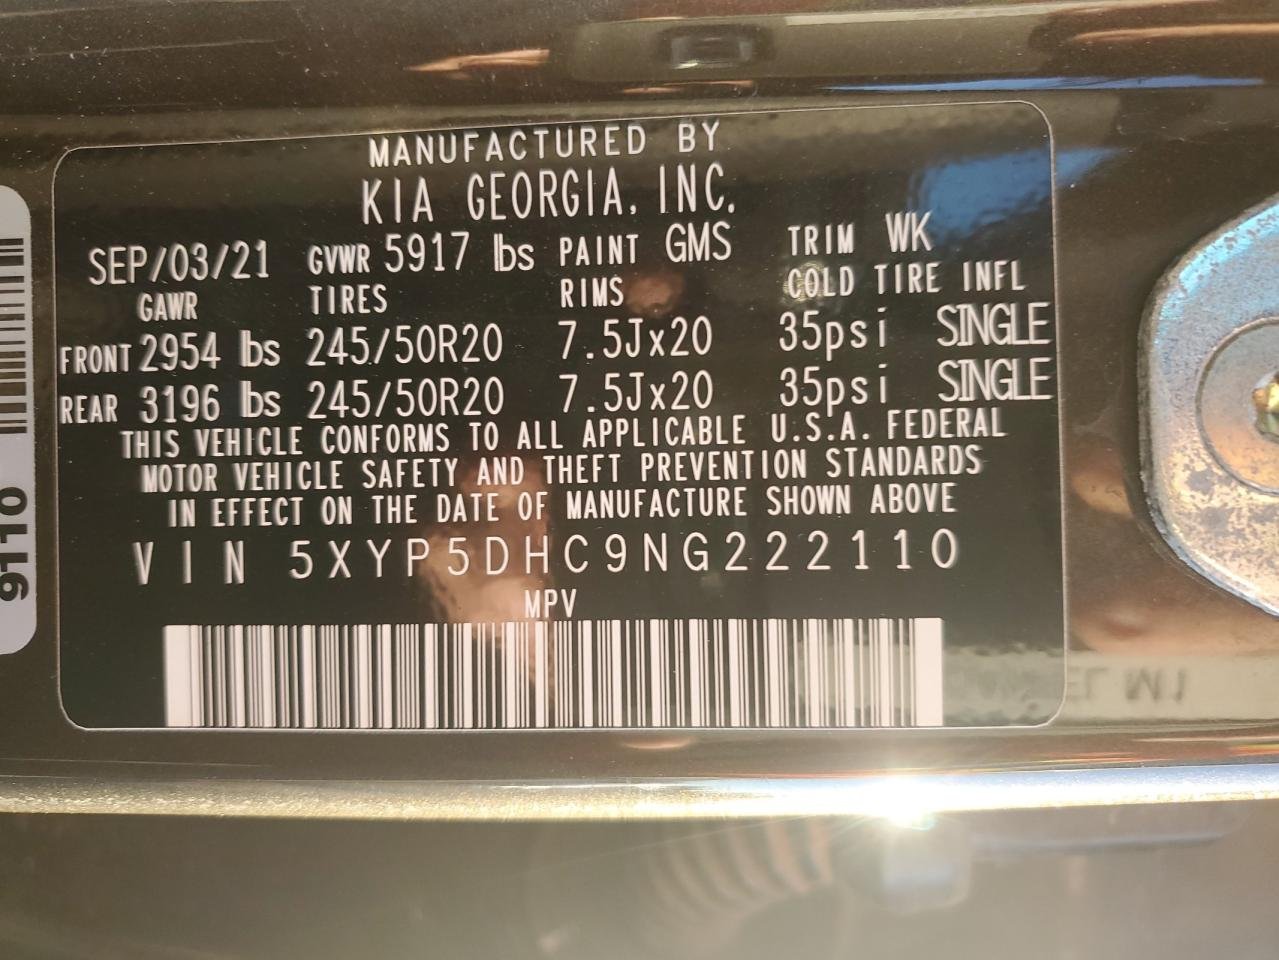 MANUFACTURED BY
KIA GEORGIA, INC.
SEP/03/21 GVWR 5917 lbs PAINT GMS TRIM WK
GAWR TIRES RIMS COLD TIRE INFL
FRONT 2954 lbs 245/50R20 7.5Jx20 35psi SINGLE
REAR 3196 lbs 245/50R20 7.5Jx20 35psi SINGLE
THIS VEHICLE CONFORMS TO ALL APPLICABLE U.S.A. FEDERAL
MOTOR VEHICLE SAFETY AND THEFT PREVENTION STANDARDS
IN EFFECT ON THE DATE OF MANUFACTURE SHOWN ABOVE
VIN 5XYP5DHC9NG222110
MPV
9110